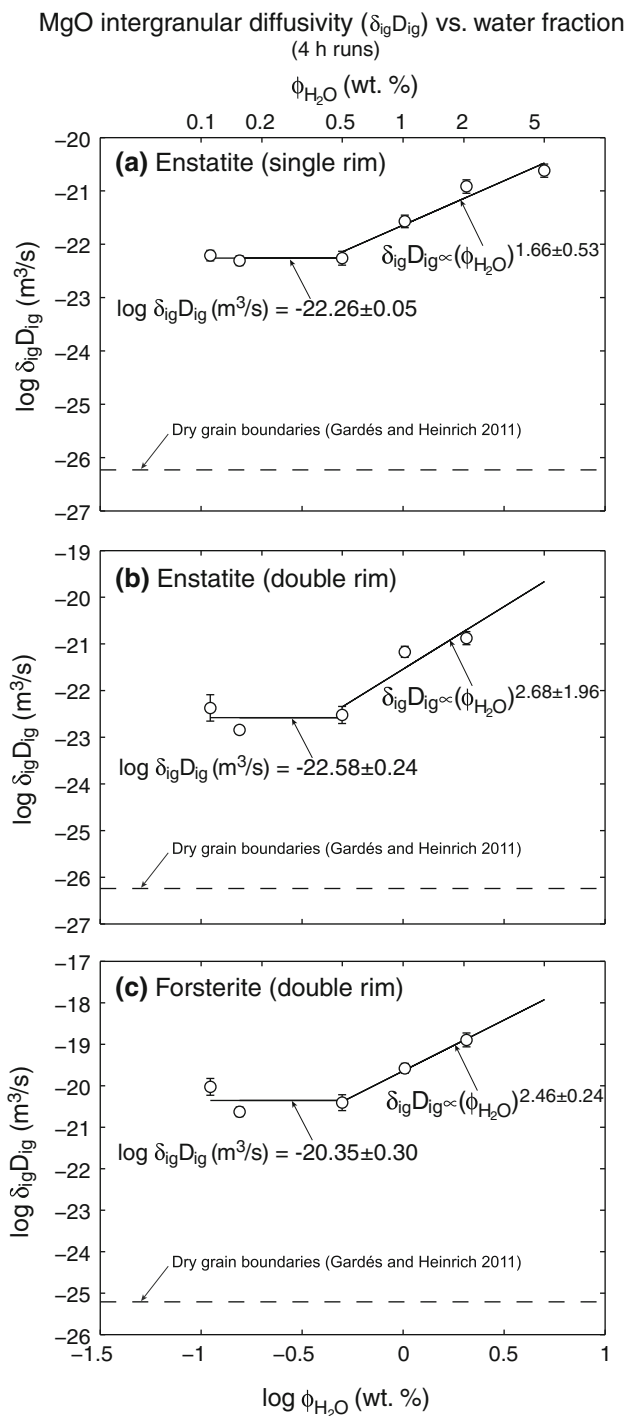 MgO intergranular diffusivity (δigDig) vs. water fraction
(4 h runs)
ϕH2O (wt. %)
0.1 0.2 0.5 1 2 5
−20
−21
−22
−23
−24
−25
−26
−27
log δigDig (m3/s)
(a) Enstatite (single rim)
δigDig∝(ϕH2O)1.66±0.53
log δigDig (m3/s) = -22.26±0.05
Dry grain boundaries (Gardés and Heinrich 2011)
−19
−20
−21
−22
−23
−24
−25
−26
−27
log δigDig (m3/s)
(b) Enstatite (double rim)
δigDig∝(ϕH2O)2.68±1.96
log δigDig (m3/s) = -22.58±0.24
Dry grain boundaries (Gardés and Heinrich 2011)
−17
−18
−19
−20
−21
−22
−23
−24
−25
−26
log δigDig (m3/s)
(c) Forsterite (double rim)
δigDig∝(ϕH2O)2.46±0.24
log δigDig (m3/s) = -20.35±0.30
Dry grain boundaries (Gardés and Heinrich 2011)
−1.5 −1 −0.5 0 0.5 1
log ϕH2O (wt. %)